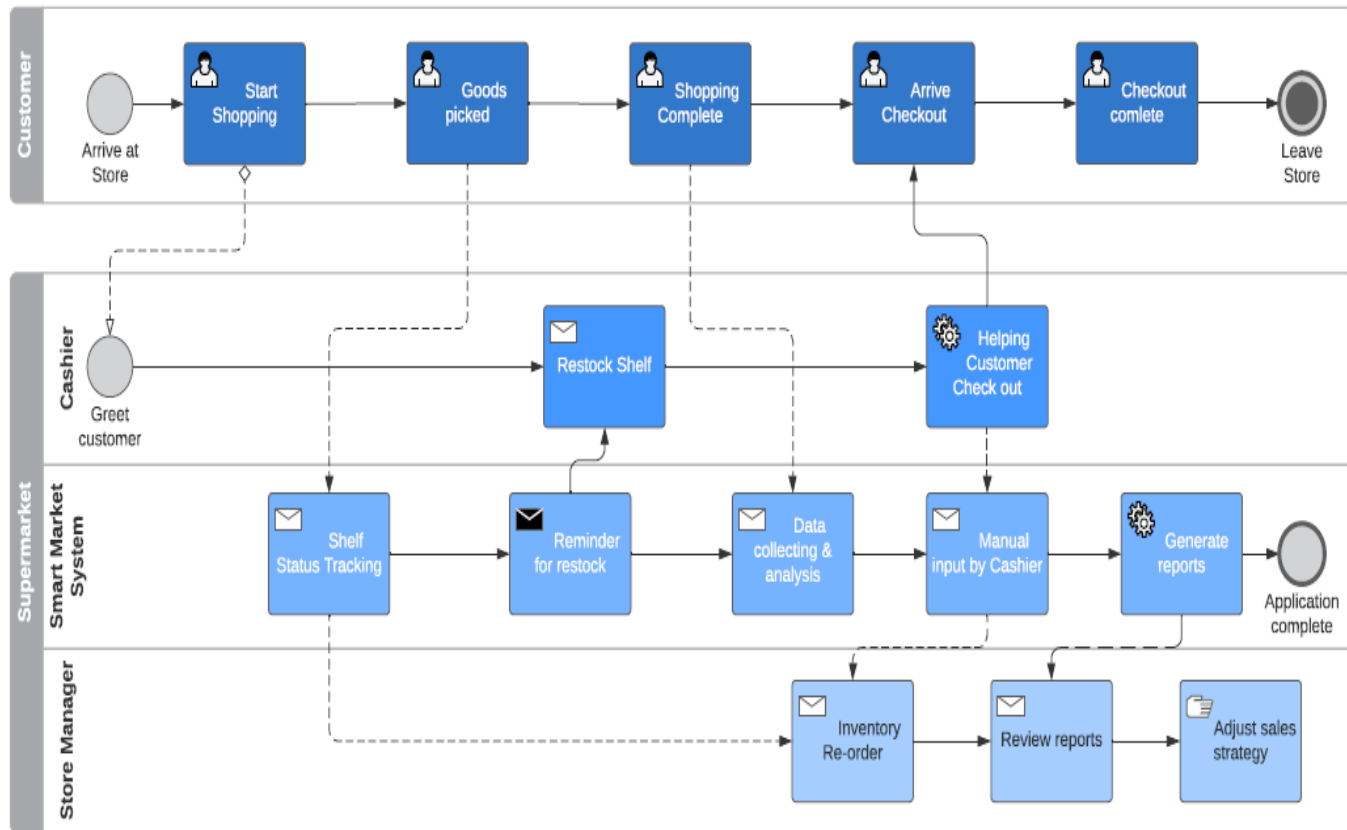 Customer
Arrive at
Store
Start
Shopping
Goods
picked
Shopping
Complete
Arrive
Checkout
Checkout
comlete
Leave
Store
Supermarket
Cashier
Greet
customer
Restock Shelf
Helping
Customer
Check out
Smart Market
System
Shelf
Status Tracking
Reminder
for restock
Data
collecting &
analysis
Manual
input by Cashier
Generate
reports
Application
complete
Store Manager
Inventory
Re-order
Review reports
Adjust sales
strategy